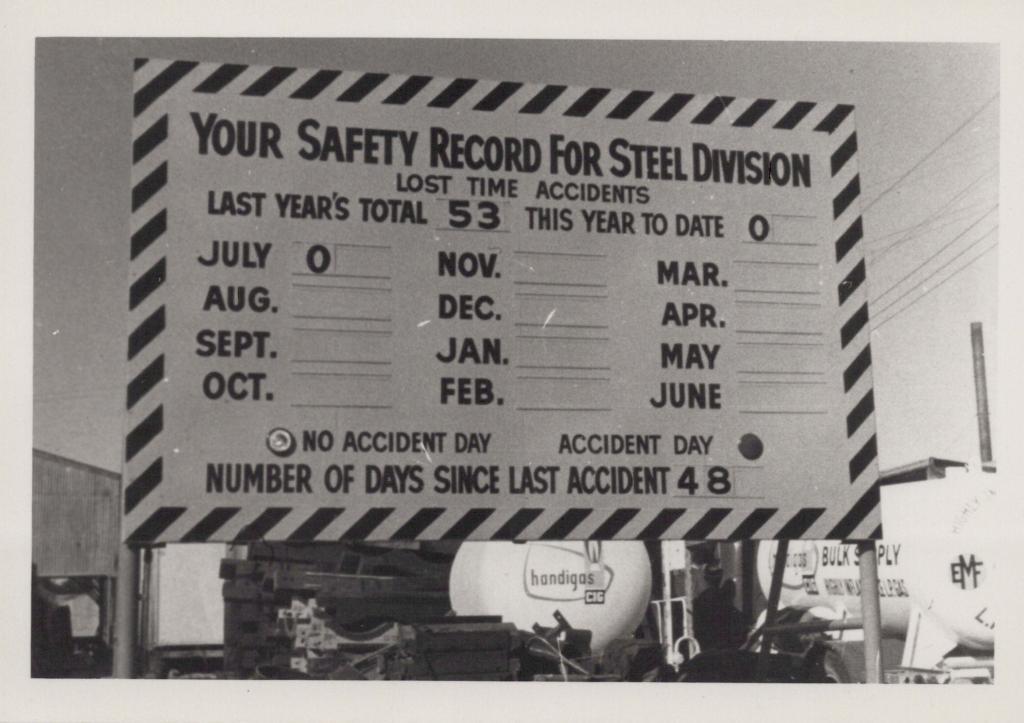 YOUR SAFETY RECORD FOR STEEL DIVISION
LOST TIME ACCIDENTS
LAST YEAR'S TOTAL 53 THIS YEAR TO DATE 0
JULY 0 NOV. MAR.
AUG. DEC. APR.
SEPT. JAN. MAY
OCT. FEB. JUNE
NO ACCIDENT DAY ACCIDENT DAY
NUMBER OF DAYS SINCE LAST ACCIDENT 48
handigas
CIG
BULK
EMF